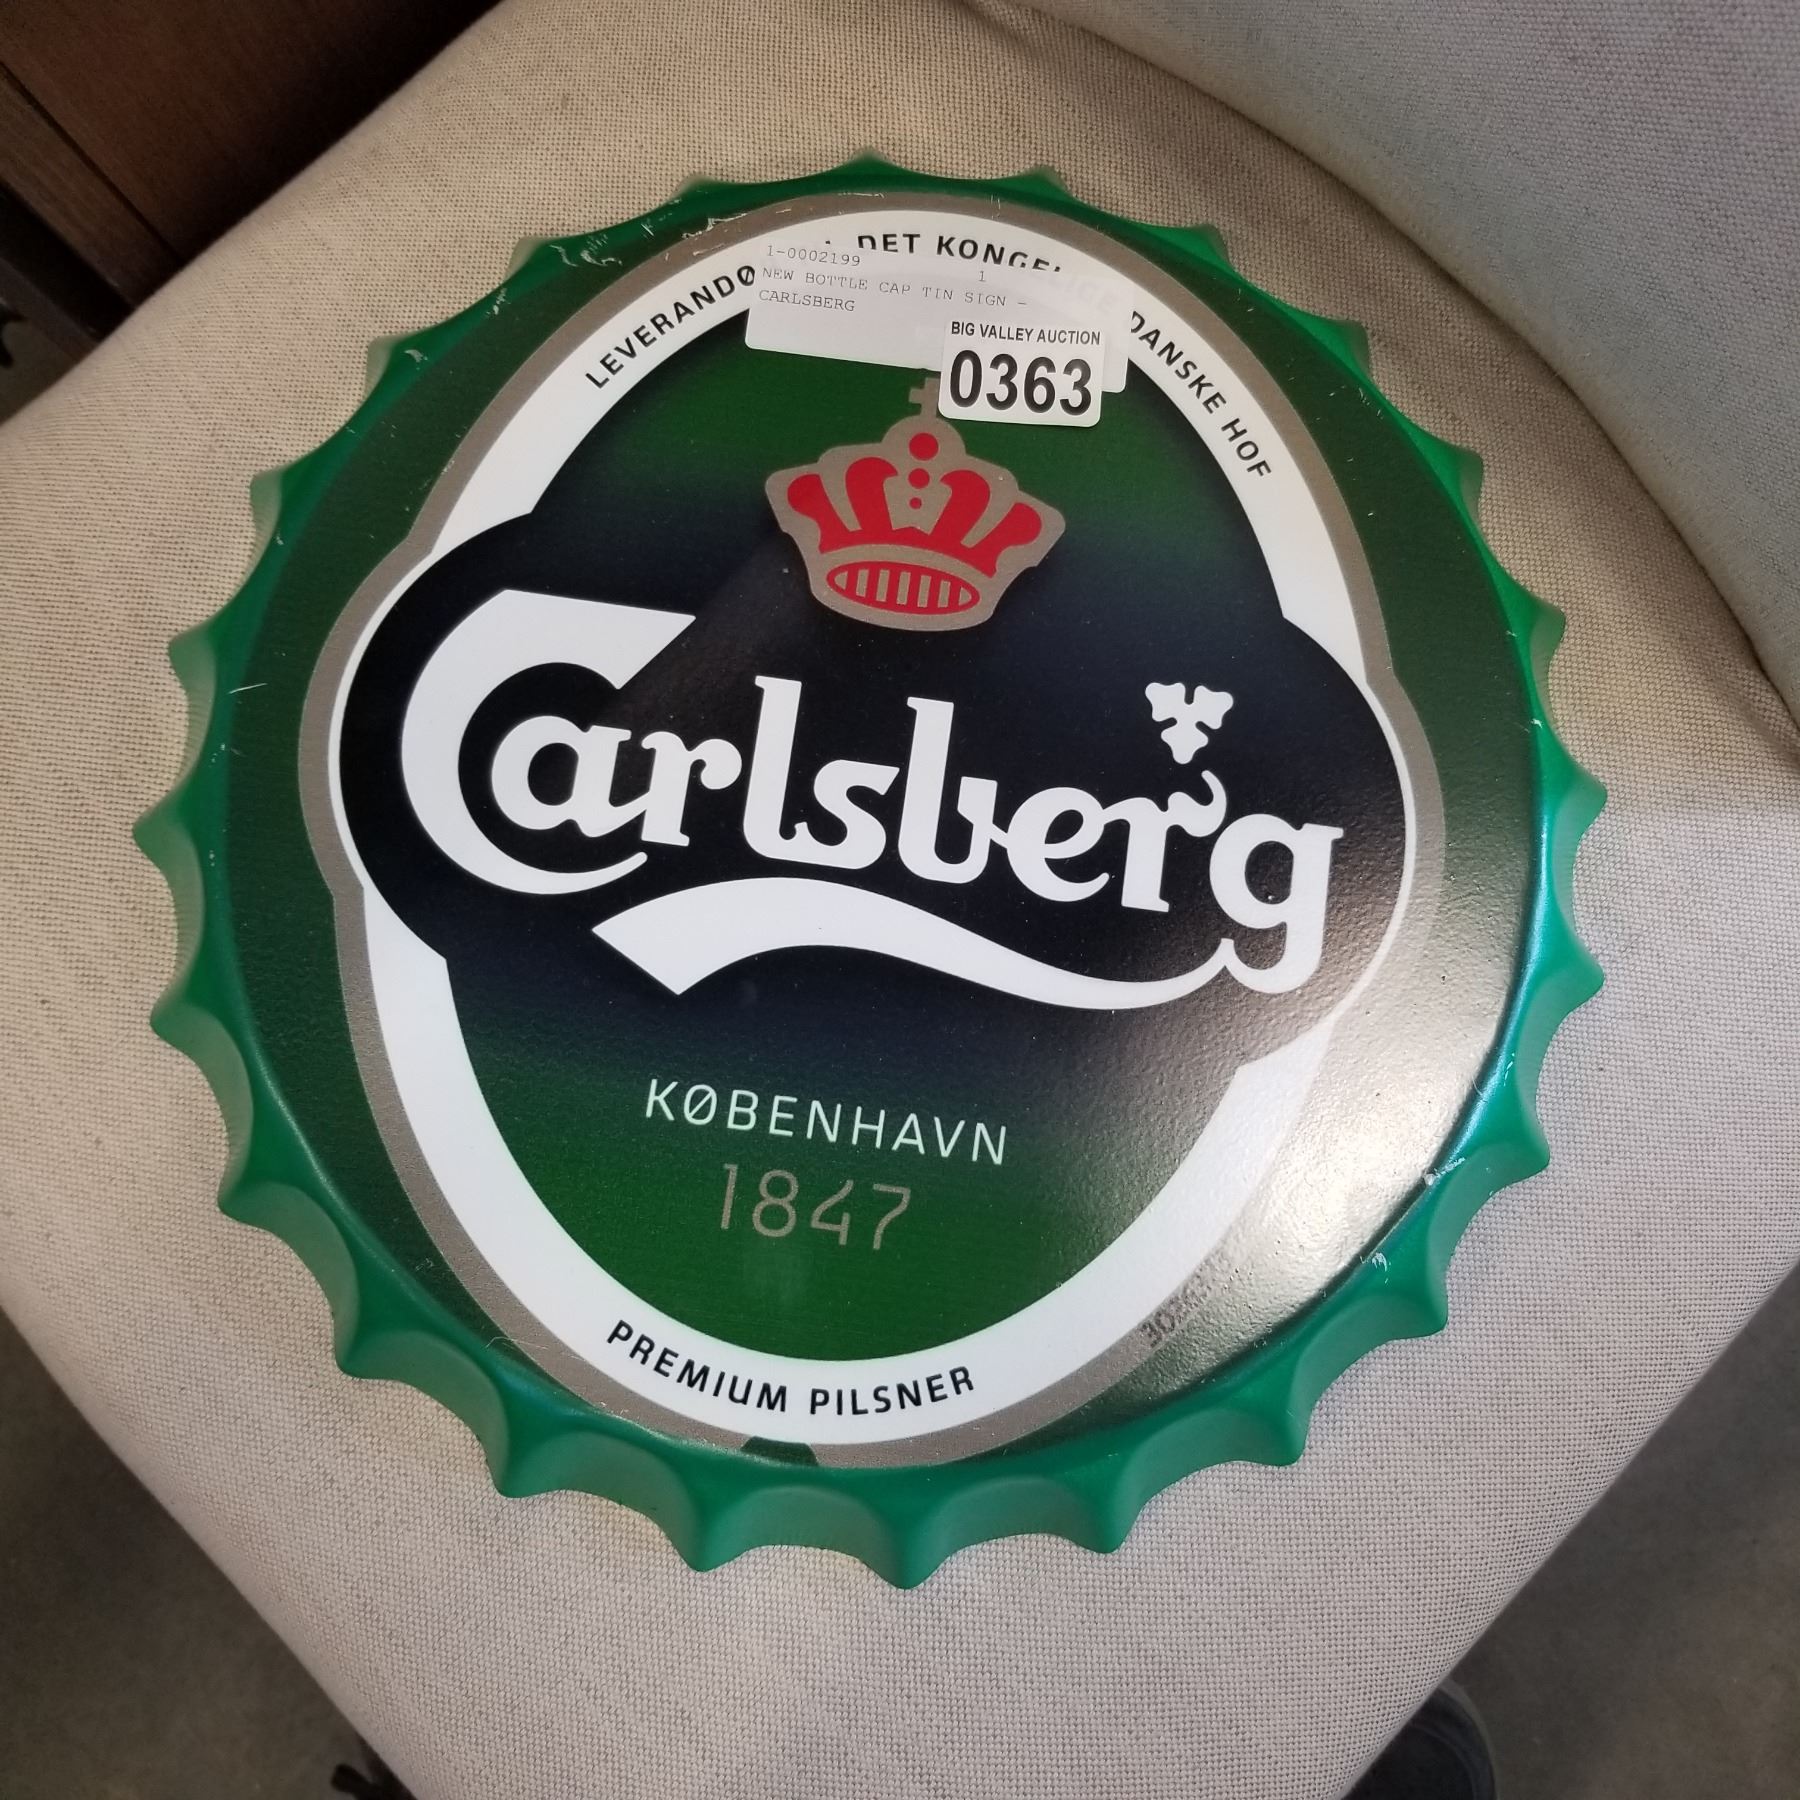 LEVERANDØ DET KONGELIGE DANSKE HOF
1-0002199 1
NEW BOTTLE CAP TIN SIGN -
CARLSBERG
BIG VALLEY AUCTION
0363
Carlsberg
KØBENHAVN
1847
PREMIUM PILSNER